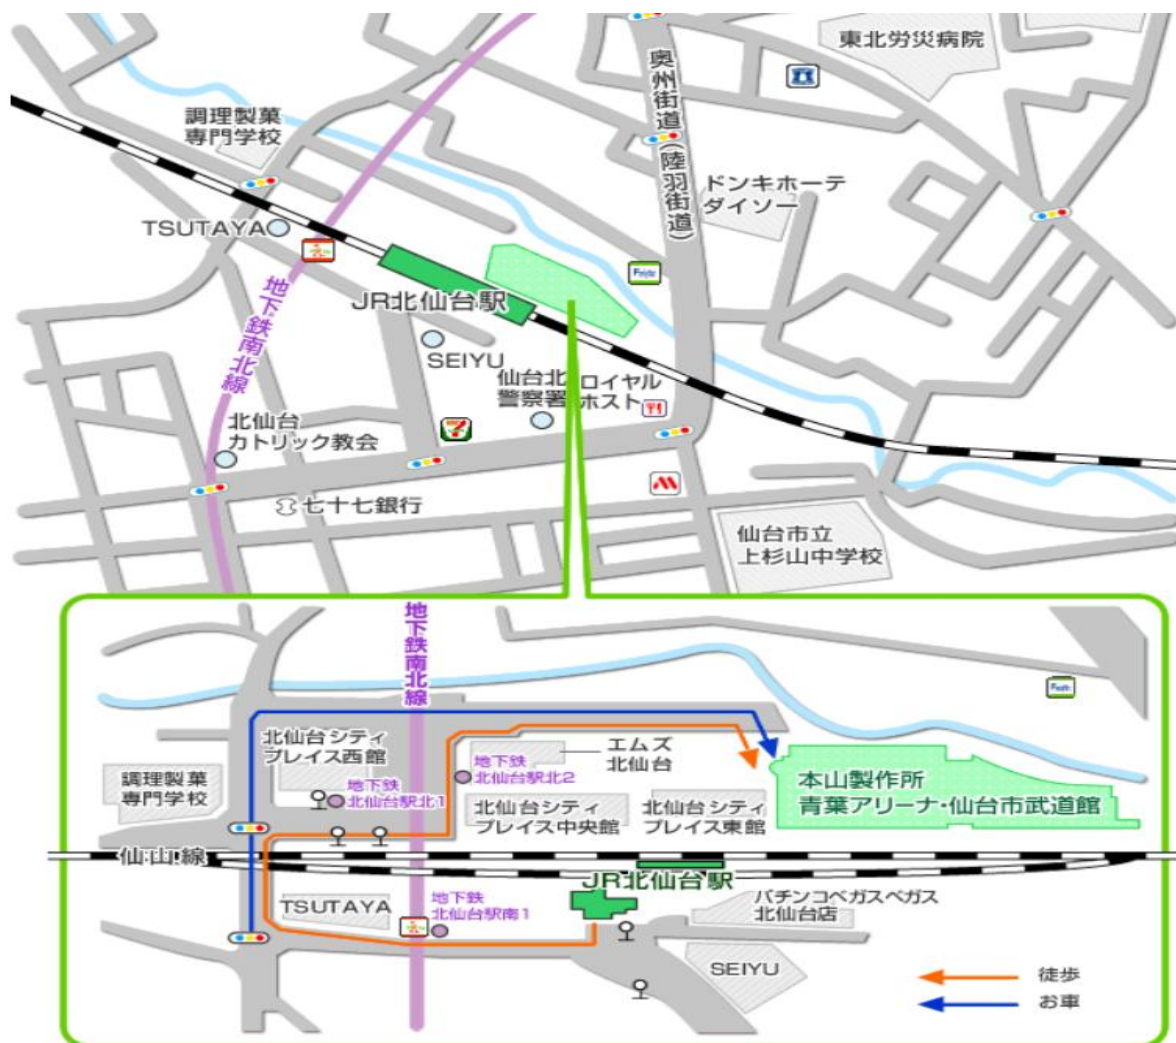 東北労災病院
奥州街道(陸羽街道)
調理製菓
専門学校
ドンキホーテ
ダイソー
TSUTAYA
地下鉄南北線
JR北仙台駅
SEIYU
仙台北
警察署
ロイヤル
ホスト
北仙台
カトリック教会
7
七十七銀行
仙台市立
上杉山中学校
地下鉄南北線
北仙台シティ
プレイス西館
エムズ
北仙台
調理製菓
専門学校
地下鉄
北仙台駅北1
地下鉄
北仙台駅北2
北仙台シティ
プレイス中央館
北仙台シティ
プレイス東館
本山製作所
青葉アリーナ・仙台市武道館
仙山線
JR北仙台駅
TSUTAYA
地下鉄
北仙台駅南1
パチンコベガスベガス
北仙台店
SEIYU
徒歩
お車